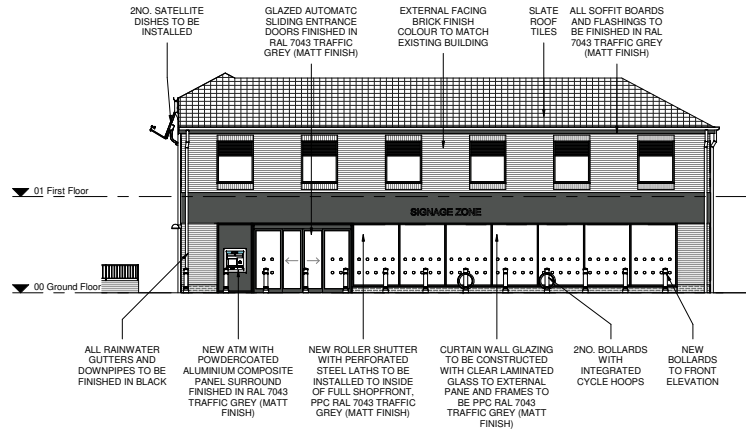 2NO. SATELLITE
DISHES TO BE
INSTALLED
GLAZED AUTOMATC
SLIDING ENTRANCE
DOORS FINISHED IN
RAL 7043 TRAFFIC
GREY (MATT FINISH)
EXTERNAL FACING
BRICK FINISH
COLOUR TO MATCH
EXISTING BUILDING
SLATE
ROOF
TILES
ALL SOFFIT BOARDS
AND FLASHINGS TO
BE FINISHED IN RAL
7043 TRAFFIC GREY
(MATT FINISH)
01 First Floor
SIGNAGE ZONE
00 Ground Floor
ALL RAINWATER
GUTTERS AND
DOWNPIPES TO BE
FINISHED IN BLACK
NEW ATM WITH
POWDERCOATED
ALUMINIUM COMPOSITE
PANEL SURROUND
FINISHED IN RAL 7043
TRAFFIC GREY (MATT
FINISH)
NEW ROLLER SHUTTER
WITH PERFORATED
STEEL LATHS TO BE
INSTALLED TO INSIDE
OF FULL SHOPFRONT,
PPC RAL 7043 TRAFFIC
GREY (MATT FINISH)
CURTAIN WALL GLAZING
TO BE CONSTRUCTED
WITH CLEAR LAMINATED
GLASS TO EXTERNAL
PANE AND FRAMES TO
BE PPC RAL 7043
TRAFFIC GREY (MATT
FINISH)
2NO. BOLLARDS
WITH
INTEGRATED
CYCLE HOOPS
NEW
BOLLARDS
TO FRONT
ELEVATION